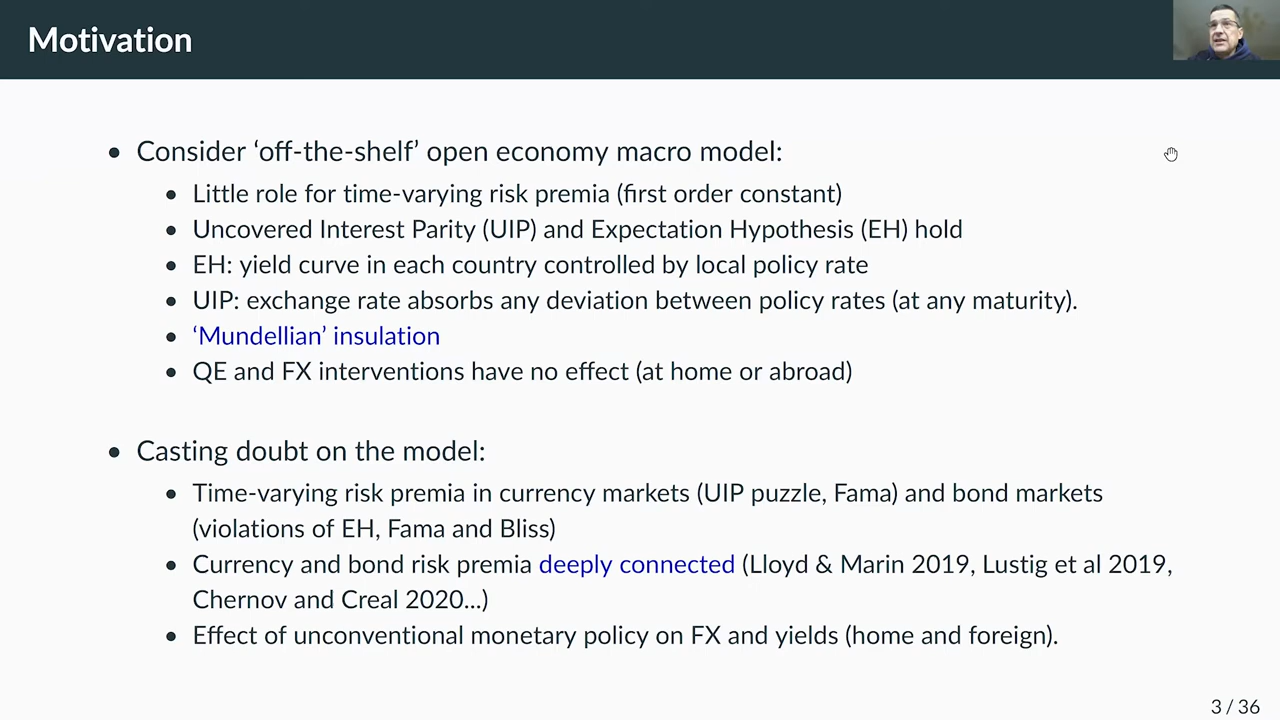 Motivation
• Consider ‘off-the-shelf’ open economy macro model:
• Little role for time-varying risk premia (first order constant)
• Uncovered Interest Parity (UIP) and Expectation Hypothesis (EH) hold
• EH: yield curve in each country controlled by local policy rate
• UIP: exchange rate absorbs any deviation between policy rates (at any maturity).
• ‘Mundellian’ insulation
• QE and FX interventions have no effect (at home or abroad)
• Casting doubt on the model:
• Time-varying risk premia in currency markets (UIP puzzle, Fama) and bond markets
(violations of EH, Fama and Bliss)
• Currency and bond risk premia deeply connected (Lloyd & Marin 2019, Lustig et al 2019,
Chernov and Creal 2020...)
• Effect of unconventional monetary policy on FX and yields (home and foreign).
3 / 36